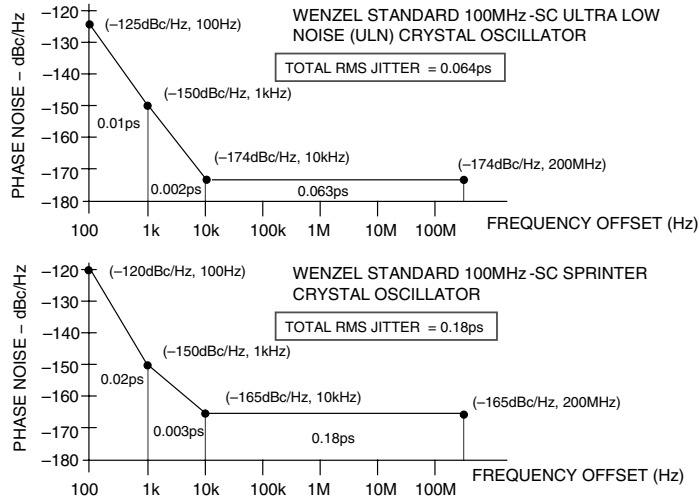 WENZEL STANDARD 100MHz -SC ULTRA LOW
NOISE (ULN) CRYSTAL OSCILLATOR
TOTAL RMS JITTER = 0.064ps
PHASE NOISE – dBc/Hz
–120
–130
–140
–150
–160
–170
–180
(–125dBc/Hz, 100Hz)
(–150dBc/Hz, 1kHz)
(–174dBc/Hz, 10kHz)
(–174dBc/Hz, 200MHz)
0.01ps
0.002ps
0.063ps
100
1k
10k
100k
1M
10M
100M
FREQUENCY OFFSET (Hz)
WENZEL STANDARD 100MHz -SC SPRINTER
CRYSTAL OSCILLATOR
TOTAL RMS JITTER = 0.18ps
PHASE NOISE – dBc/Hz
–120
–130
–140
–150
–160
–170
–180
(–120dBc/Hz, 100Hz)
(–150dBc/Hz, 1kHz)
(–165dBc/Hz, 10kHz)
(–165dBc/Hz, 200MHz)
0.02ps
0.003ps
0.18ps
100
1k
10k
100k
1M
10M
100M
FREQUENCY OFFSET (Hz)